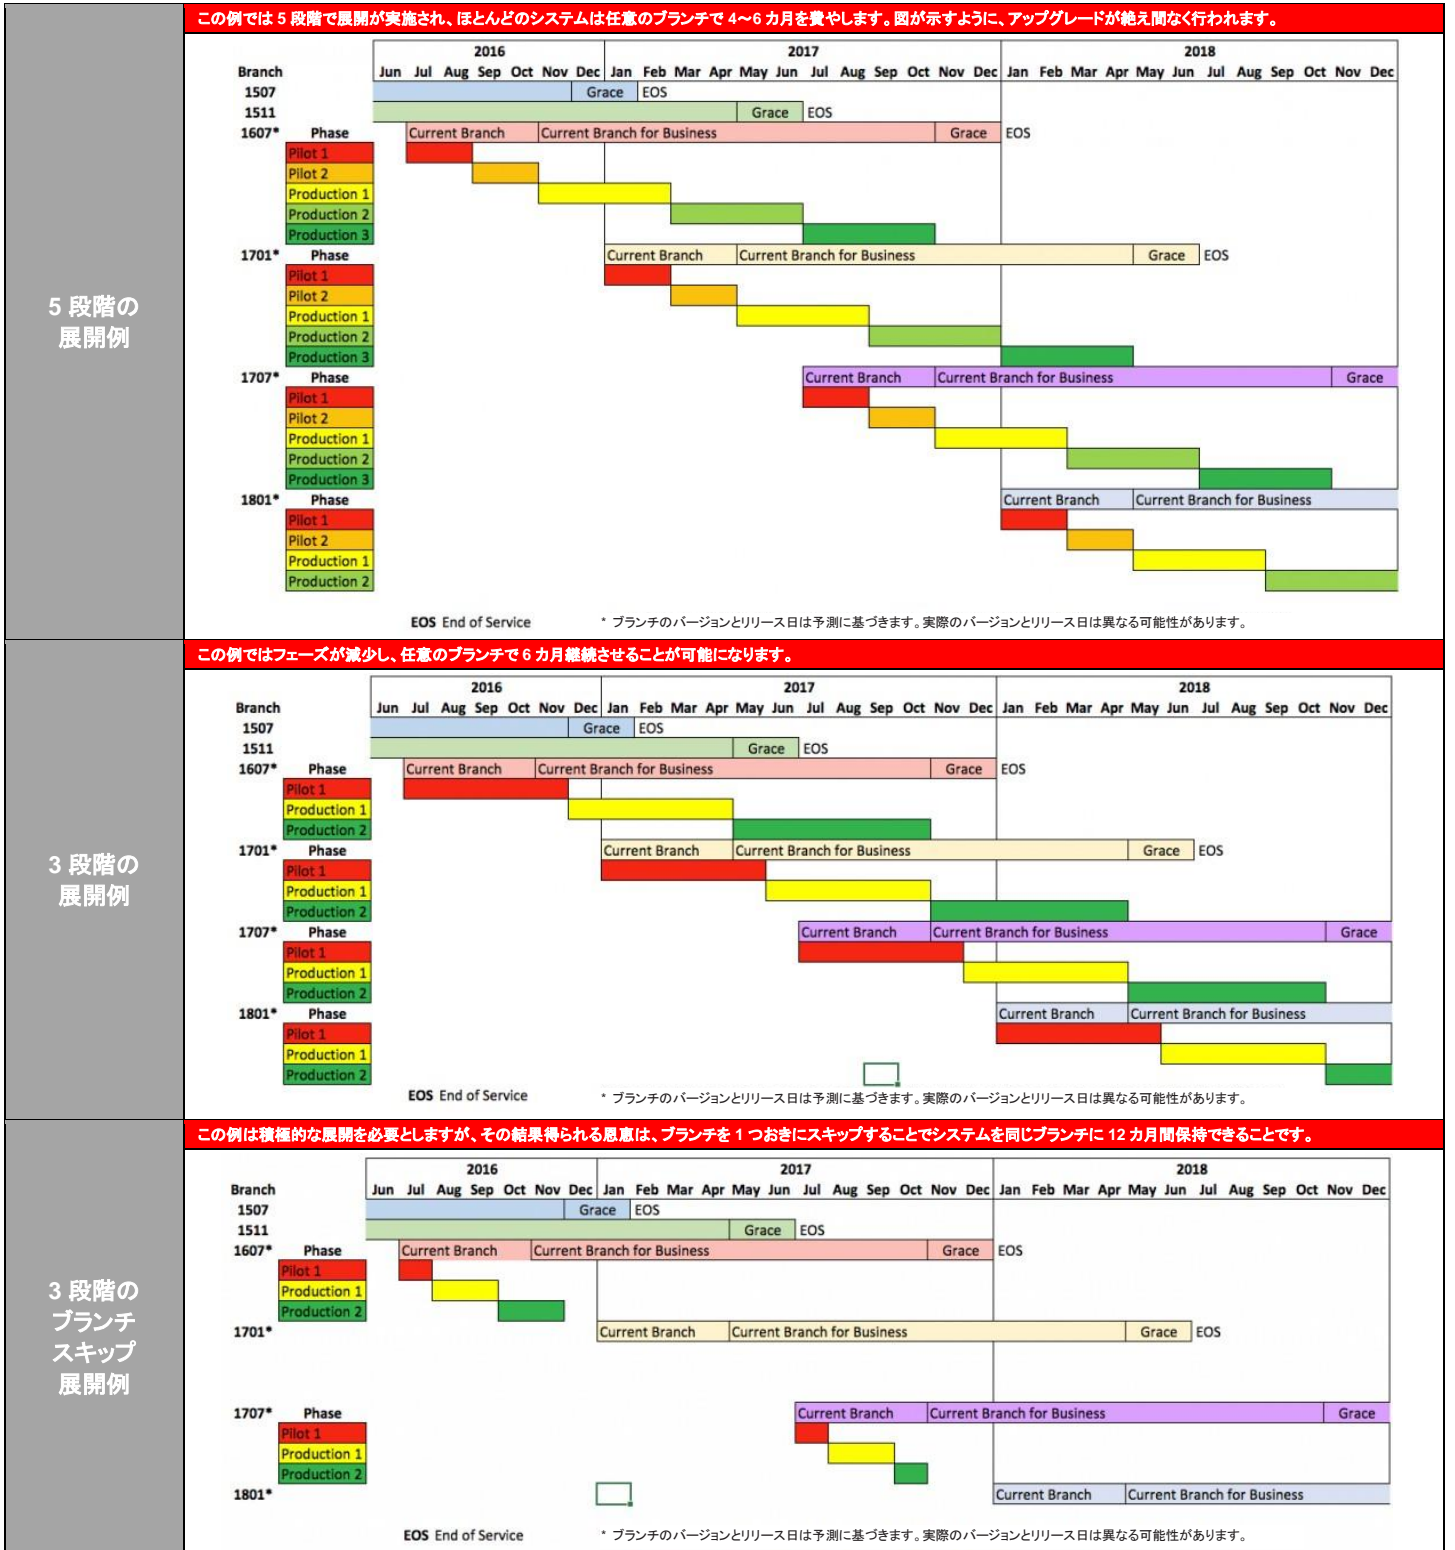 この例では 5 段階で展開が実施され、ほとんどのシステムは任意のブランチで 4～6 カ月を費やします。図が示すように、アップグレードが絶え間なく行われます。
5 段階の
展開例
2016 2017 2018
Branch Jun Jul Aug Sep Oct Nov Dec Jan Feb Mar Apr May Jun Jul Aug Sep Oct Nov Dec Jan Feb Mar Apr May Jun Jul Aug Sep Oct Nov Dec
1507 Grace EOS
1511 Grace EOS
1607* Phase Current Branch Current Branch for Business Grace EOS
Pilot 1
Pilot 2
Production 1
Production 2
Production 3
1701* Phase Current Branch Current Branch for Business Grace EOS
Pilot 1
Pilot 2
Production 1
Production 2
Production 3
1707* Phase Current Branch Current Branch for Business Grace
Pilot 1
Pilot 2
Production 1
Production 2
Production 3
1801* Phase Current Branch Current Branch for Business
Pilot 1
Pilot 2
Production 1
Production 2
EOS End of Service * ブランチのバージョンとリリース日は予測に基づきます。実際のバージョンとリリース日は異なる可能性があります。
この例ではフェーズが減少し、任意のブランチで 6 カ月継続させることが可能になります。
3 段階の
展開例
2016 2017 2018
Branch Jun Jul Aug Sep Oct Nov Dec Jan Feb Mar Apr May Jun Jul Aug Sep Oct Nov Dec Jan Feb Mar Apr May Jun Jul Aug Sep Oct Nov Dec
1507 Grace EOS
1511 Grace EOS
1607* Phase Current Branch Current Branch for Business Grace EOS
Pilot 1
Production 1
Production 2
1701* Phase Current Branch Current Branch for Business Grace EOS
Pilot 1
Production 1
Production 2
1707* Phase Current Branch Current Branch for Business Grace
Pilot 1
Production 1
Production 2
1801* Phase Current Branch Current Branch for Business
Pilot 1
Production 1
Production 2
EOS End of Service * ブランチのバージョンとリリース日は予測に基づきます。実際のバージョンとリリース日は異なる可能性があります。
この例は積極的な展開を必要としますが、その結果得られる恩恵は、ブランチを 1 つおきにスキップすることでシステムを同じブランチに 12 カ月間保持できることです。
3 段階の
ブランチ
スキップ
展開例
2016 2017 2018
Branch Jun Jul Aug Sep Oct Nov Dec Jan Feb Mar Apr May Jun Jul Aug Sep Oct Nov Dec Jan Feb Mar Apr May Jun Jul Aug Sep Oct Nov Dec
1507 Grace EOS
1511 Grace EOS
1607* Phase Current Branch Current Branch for Business Grace EOS
Pilot 1
Production 1
Production 2
1701* Current Branch Current Branch for Business Grace EOS
1707* Phase Current Branch Current Branch for Business Grace
Pilot 1
Production 1
Production 2
1801* Current Branch Current Branch for Business
EOS End of Service * ブランチのバージョンとリリース日は予測に基づきます。実際のバージョンとリリース日は異なる可能性があります。